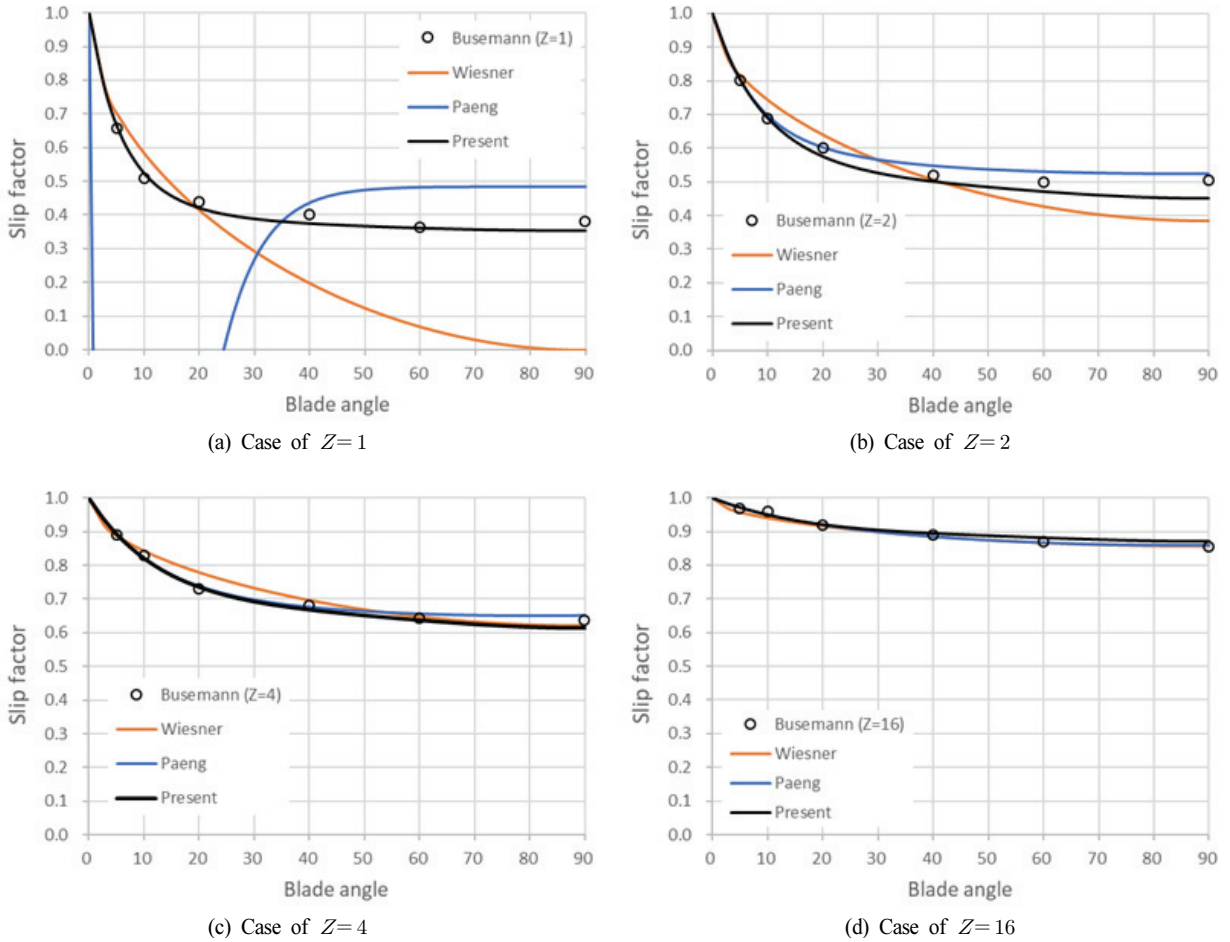 1.0
0.9
0.8
0.7
0.6
0.5
0.4
0.3
0.2
0.1
0.0
Slip factor
Busemann (Z=1)
Wiesner
Paeng
Present
0 10 20 30 40 50 60 70 80 90
Blade angle
(a) Case of Z=1
1.0
0.9
0.8
0.7
0.6
0.5
0.4
0.3
0.2
0.1
0.0
Slip factor
Busemann (Z=2)
Wiesner
Paeng
Present
0 10 20 30 40 50 60 70 80 90
Blade angle
(b) Case of Z=2
1.0
0.9
0.8
0.7
0.6
0.5
0.4
0.3
0.2
0.1
0.0
Slip factor
Busemann (Z=4)
Wiesner
Paeng
Present
0 10 20 30 40 50 60 70 80 90
Blade angle
(c) Case of Z=4
1.0
0.9
0.8
0.7
0.6
0.5
0.4
0.3
0.2
0.1
0.0
Slip factor
Busemann (Z=16)
Wiesner
Paeng
Present
0 10 20 30 40 50 60 70 80 90
Blade angle
(d) Case of Z=16